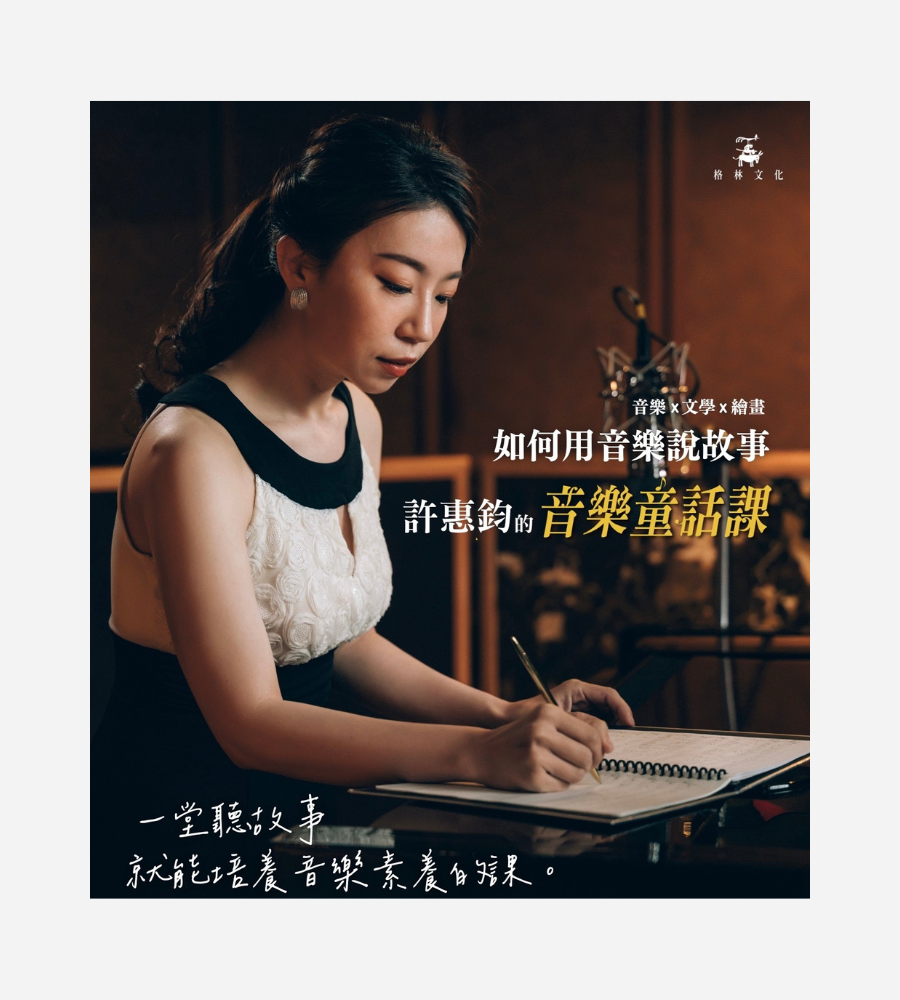 格林文化
音樂 x 文學 x 繪畫
如何用音樂說故事
許惠鈞的 音樂童話課
一堂聽故事
就能培養音樂素養的課。